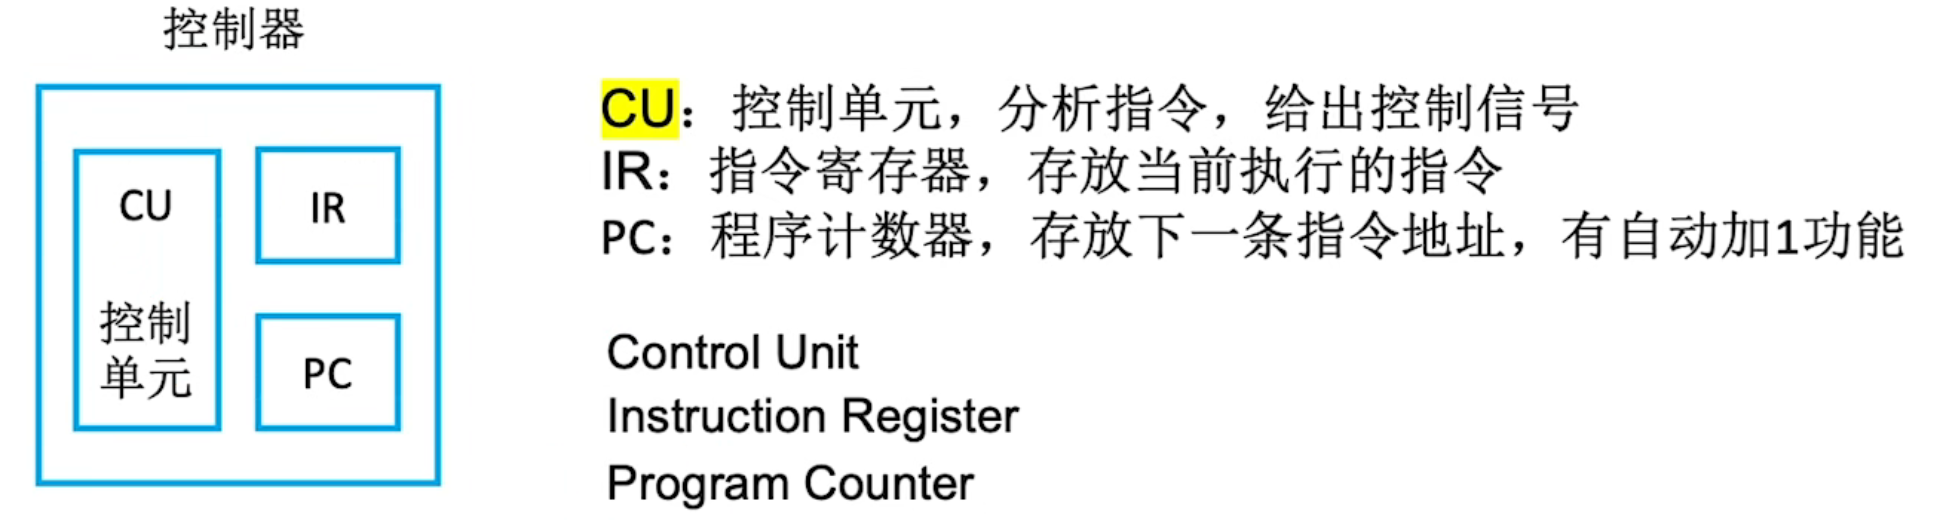 控制器
CU
控制
单元
IR
PC
CU：控制单元，分析指令，给出控制信号
IR：指令寄存器，存放当前执行的指令
PC：程序计数器，存放下一条指令地址，有自动加1功能
Control Unit
Instruction Register
Program Counter